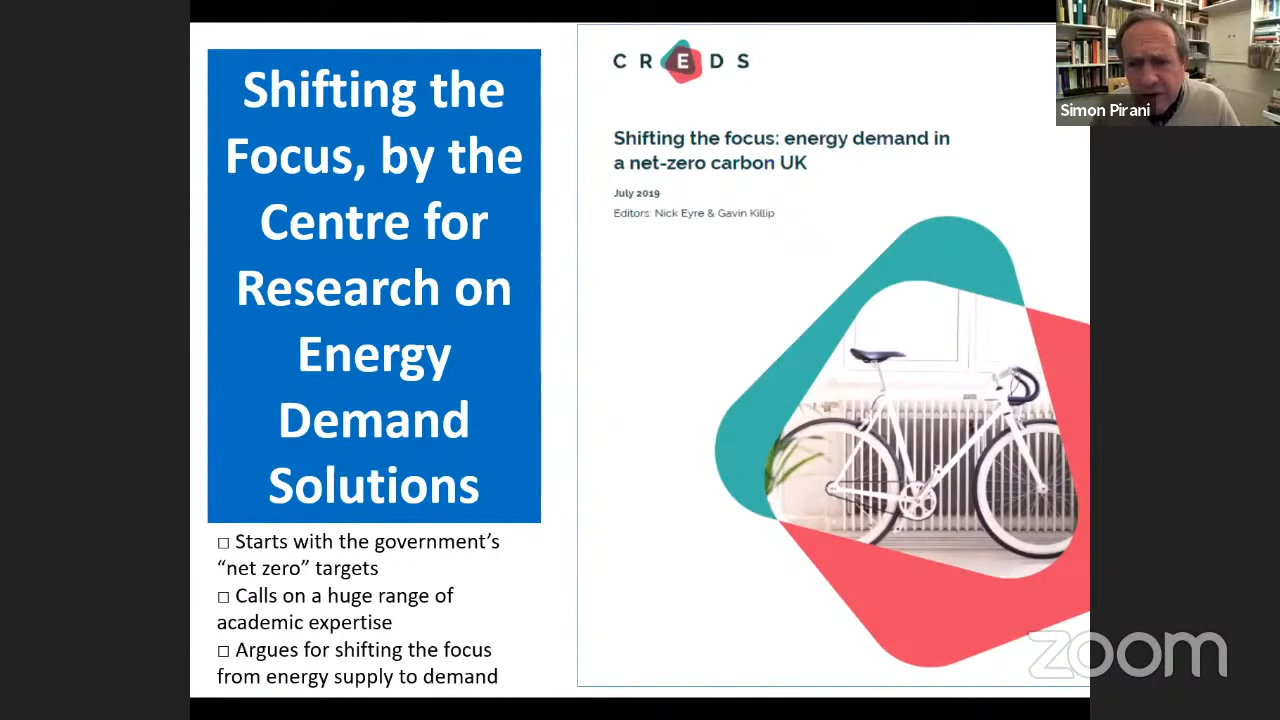 Shifting the
Focus, by the
Centre for
Research on
Energy
Demand
Solutions
□ Starts with the government’s
“net zero” targets
□ Calls on a huge range of
academic expertise
□ Argues for shifting the focus
from energy supply to demand
CREDS
Shifting the focus: energy demand in
a net-zero carbon UK
July 2019
Editors: Nick Eyre & Gavin Killip
Simon Pirani
zoom